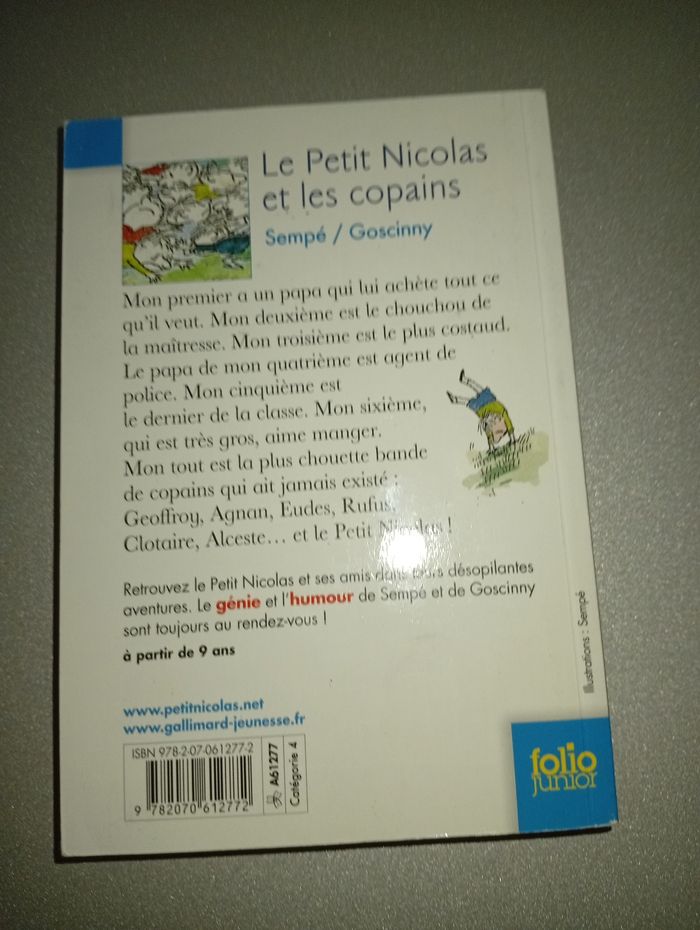 Le Petit Nicolas
et les copains
Sempé / Goscinny
Mon premier a un papa qui lui achète tout ce
qu'il veut. Mon deuxième est le chouchou de
la maîtresse. Mon troisième est le plus costaud.
Le papa de mon quatrième est agent de
police. Mon cinquième est
le dernier de la classe. Mon sixième,
qui est très gros, aime manger.
Mon tout est la plus chouette bande
de copains qui ait jamais existé :
Geoffroy, Agnan, Eudes, Rufus,
Clotaire, Alceste... et le Petit Nicolas !
Retrouvez le Petit Nicolas et ses amis dans leurs désopilantes
aventures. Le génie et l'humour de Sempé et de Goscinny
sont toujours au rendez-vous !
à partir de 9 ans
Illustrations : Sempé
www.petitnicolas.net
www.gallimard-jeunesse.fr
ISBN 978-2-07-061277-2
9 782070 612772
A61277
Catégorie 4
folio
junior